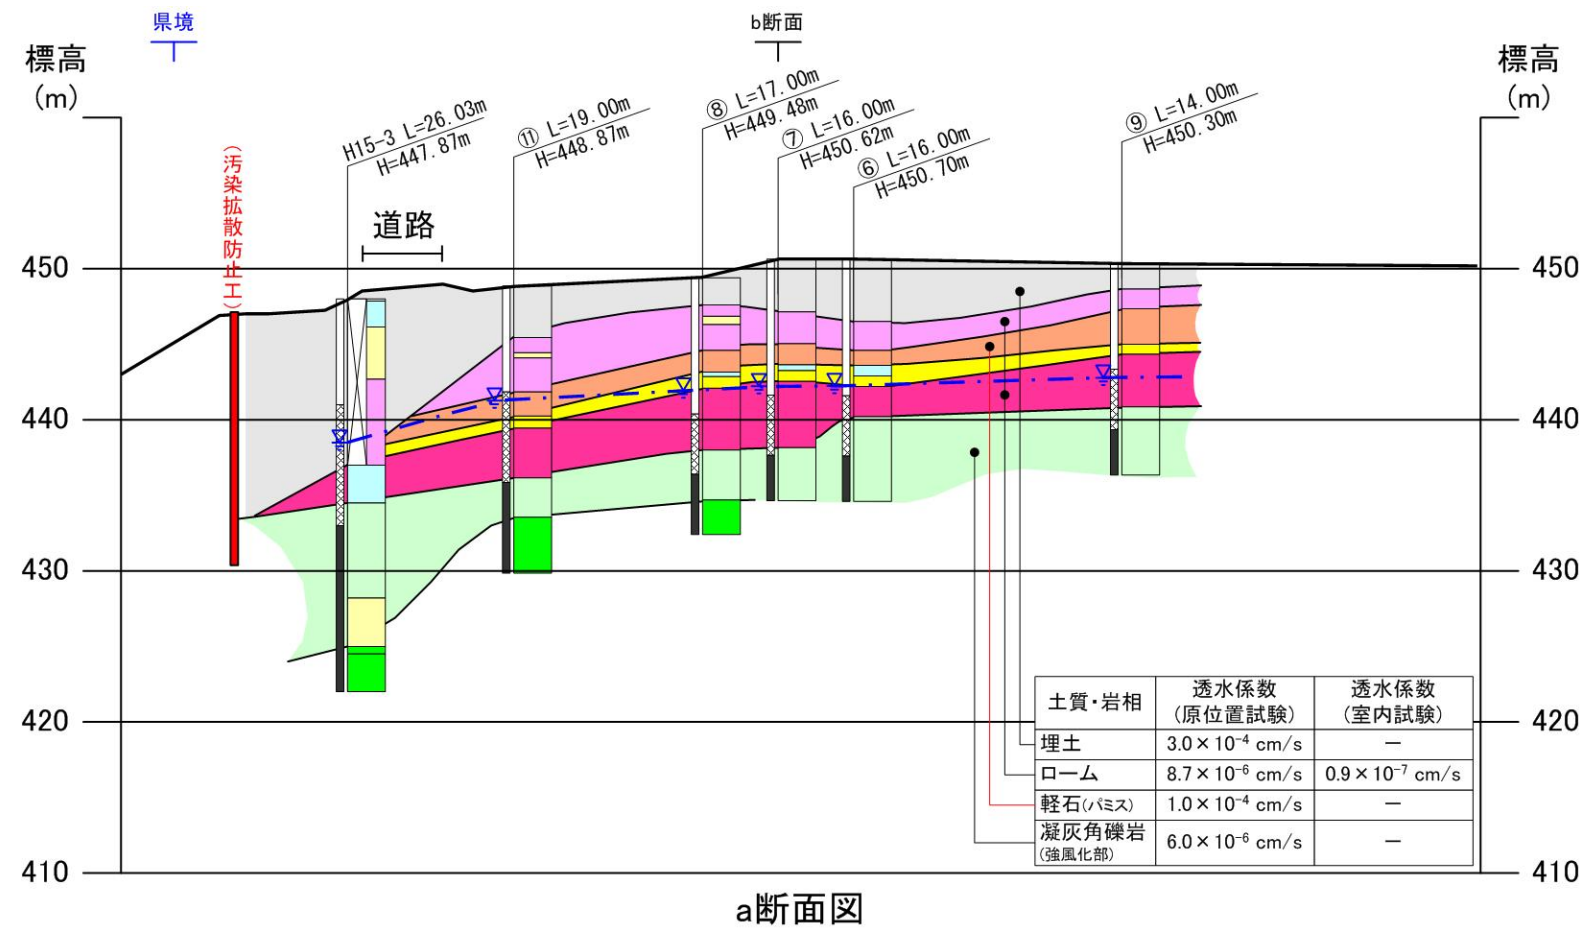 県境
b断面
標高
(m)
標高
(m)
H15-3 L=26.03m
H=447.87m
⑪ L=19.00m
H=448.87m
⑧ L=17.00m
H=449.48m
⑦ L=16.00m
H=450.62m
⑥ L=16.00m
H=450.70m
⑨ L=14.00m
H=450.30m
(汚染拡散防止工)
道路
450
450
440
440
430
430
420
420
410
410
土質・岩相 透水係数(原位置試験) 透水係数(室内試験)
埋土 3.0×10⁻⁴ cm/s −
ローム 8.7×10⁻⁶ cm/s 0.9×10⁻⁷ cm/s
軽石(パミス) 1.0×10⁻⁴ cm/s −
凝灰角礫岩(強風化部) 6.0×10⁻⁶ cm/s −
a断面図